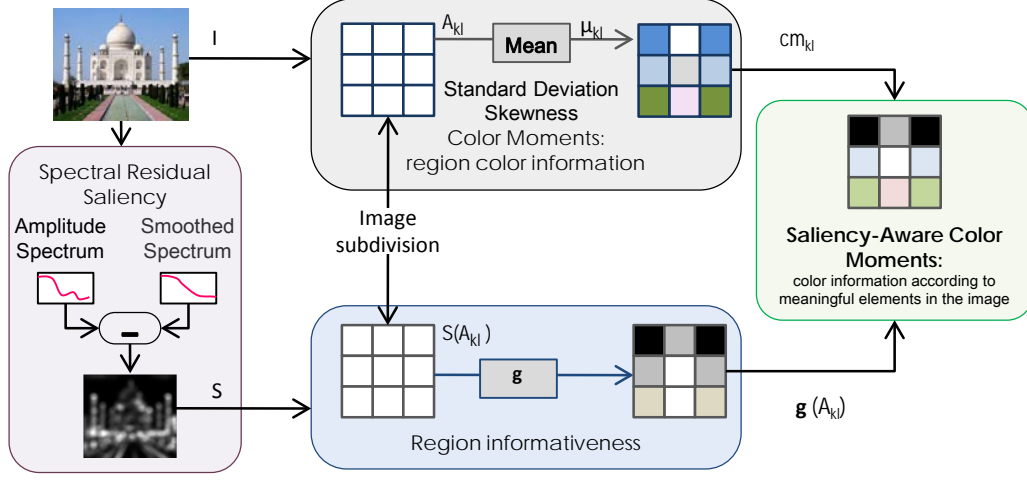 I
A_kl
Mean
μ_kl
Standard Deviation
Skewness
Color Moments:
region color information
cm_kl
Spectral Residual
Saliency
Amplitude
Spectrum
Smoothed
Spectrum
-
S
Image
subdivision
S(A_kl)
g
Region informativeness
g (A_kl)
Saliency-Aware Color
Moments:
color information according to
meaningful elements in the image